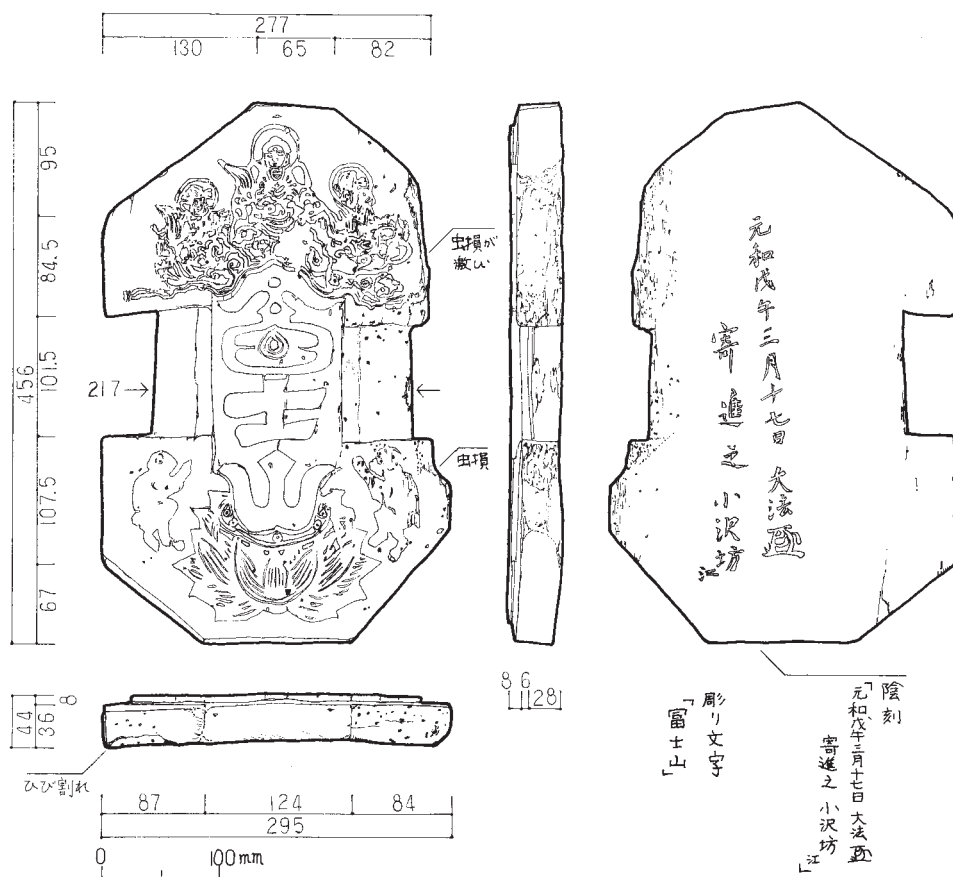 277
130 65 82
456
95
84.5
101.5
107.5
67
217
虫損が
激しい
虫損
冨士山
元和戊午三月十七日 大法
寄進之 小沢坊
江
8 6 28
44
36
8
ひび割れ
87 124 84
295
0 100mm
彫り文字
「冨士山」
陰刻
「元和戊午三月十七日 大法
寄進之 小沢坊
江」